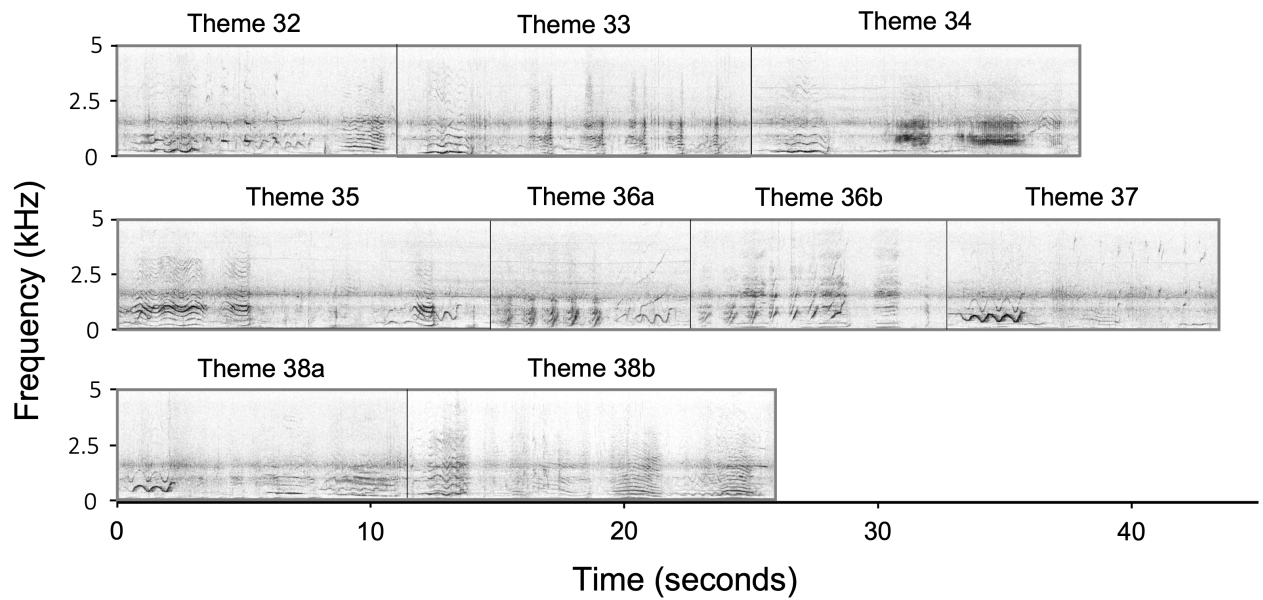 Theme 32
Theme 33
Theme 34
5
2.5
0
Theme 35
Theme 36a
Theme 36b
Theme 37
5
2.5
0
Theme 38a
Theme 38b
5
2.5
0
0
10
20
30
40
Frequency (kHz)
Time (seconds)